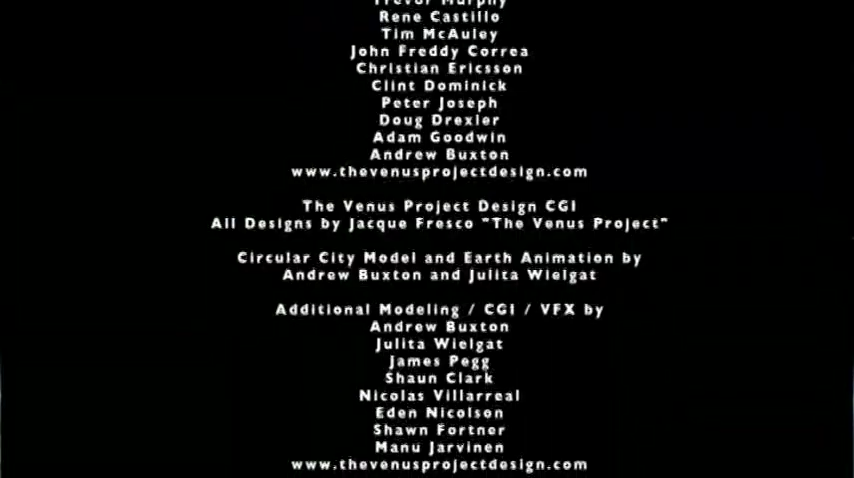 Trevor Murphy
Rene Castillo
Tim McAuley
John Freddy Correa
Christian Ericsson
Clint Dominick
Peter Joseph
Doug Drexler
Adam Goodwin
Andrew Buxton
www.thevenusprojectdesign.com
The Venus Project Design CGI
All Designs by Jacque Fresco "The Venus Project"
Circular City Model and Earth Animation by
Andrew Buxton and Julita Wielgat
Additional Modeling / CGI / VFX by
Andrew Buxton
Julita Wielgat
James Pegg
Shaun Clark
Nicolas Villarreal
Eden Nicolson
Shawn Fortner
Manu Jarvinen
www.thevenusprojectdesign.com